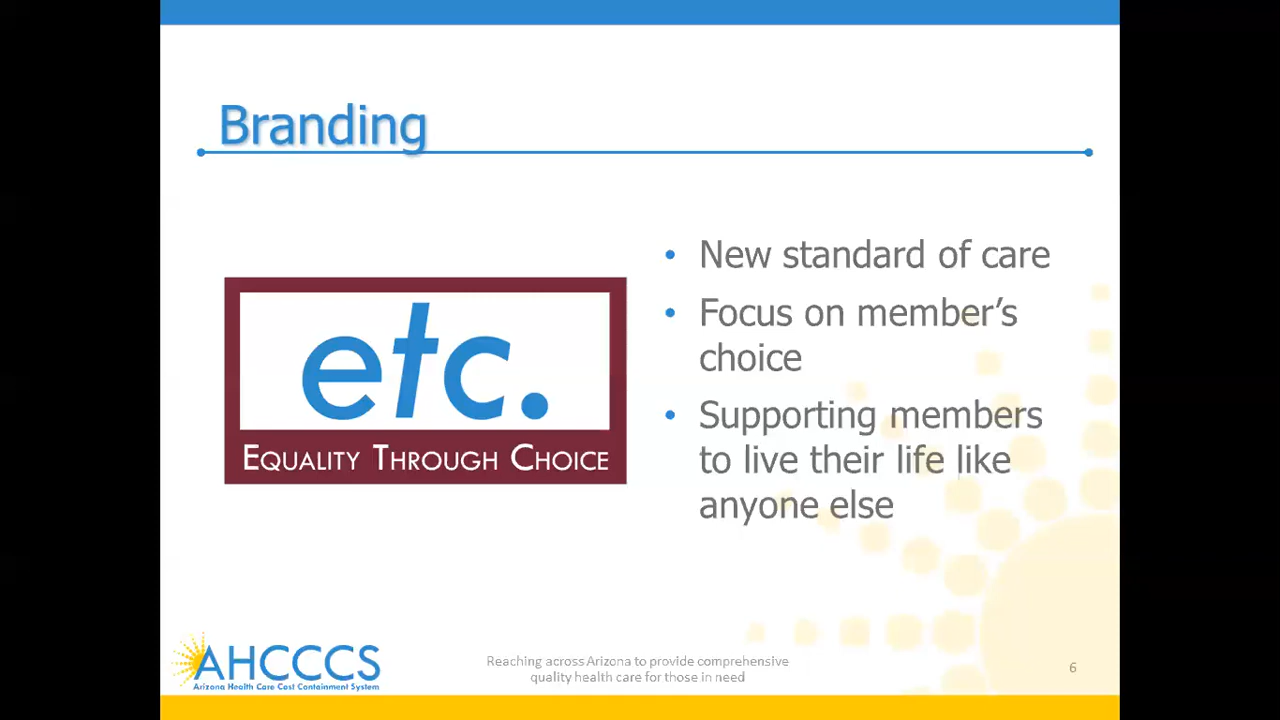 Branding
etc.
EQUALITY THROUGH CHOICE
• New standard of care
• Focus on member’s
choice
• Supporting members
to live their life like
anyone else
AHCCCS
Arizona Health Care Cost Containment System
Reaching across Arizona to provide comprehensive
quality health care for those in need
6